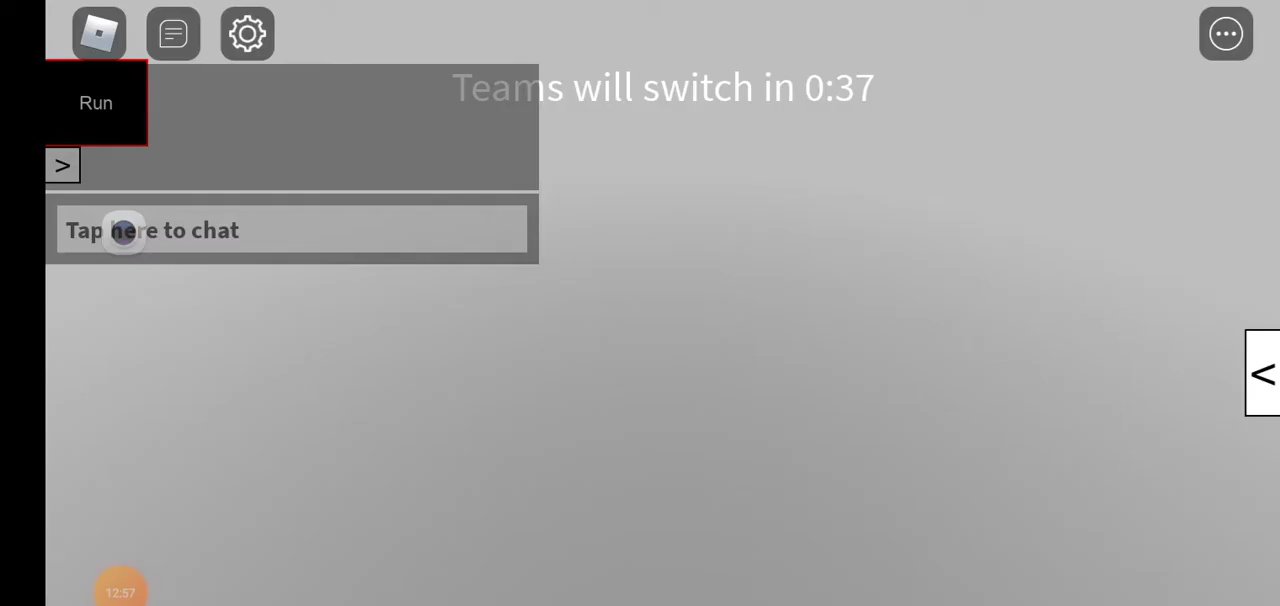 Teams will switch in 0:37
Run
>
Tap here to chat
<
12:57